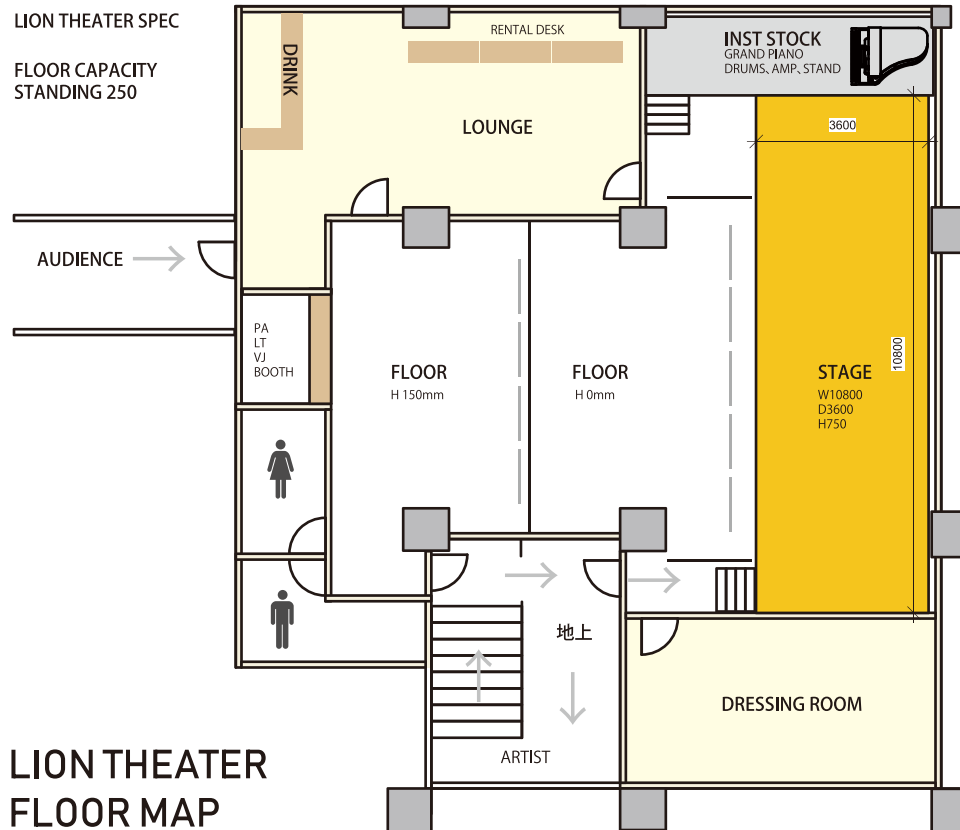 LION THEATER SPEC
FLOOR CAPACITY
STANDING 250
DRINK
RENTAL DESK
LOUNGE
INST STOCK
GRAND PIANO
DRUMS、AMP、STAND
3600
AUDIENCE
PA
LT
VJ
BOOTH
FLOOR
H 150mm
FLOOR
H 0mm
STAGE
W10800
D3600
H750
10800
地上
ARTIST
DRESSING ROOM
LION THEATER
FLOOR MAP